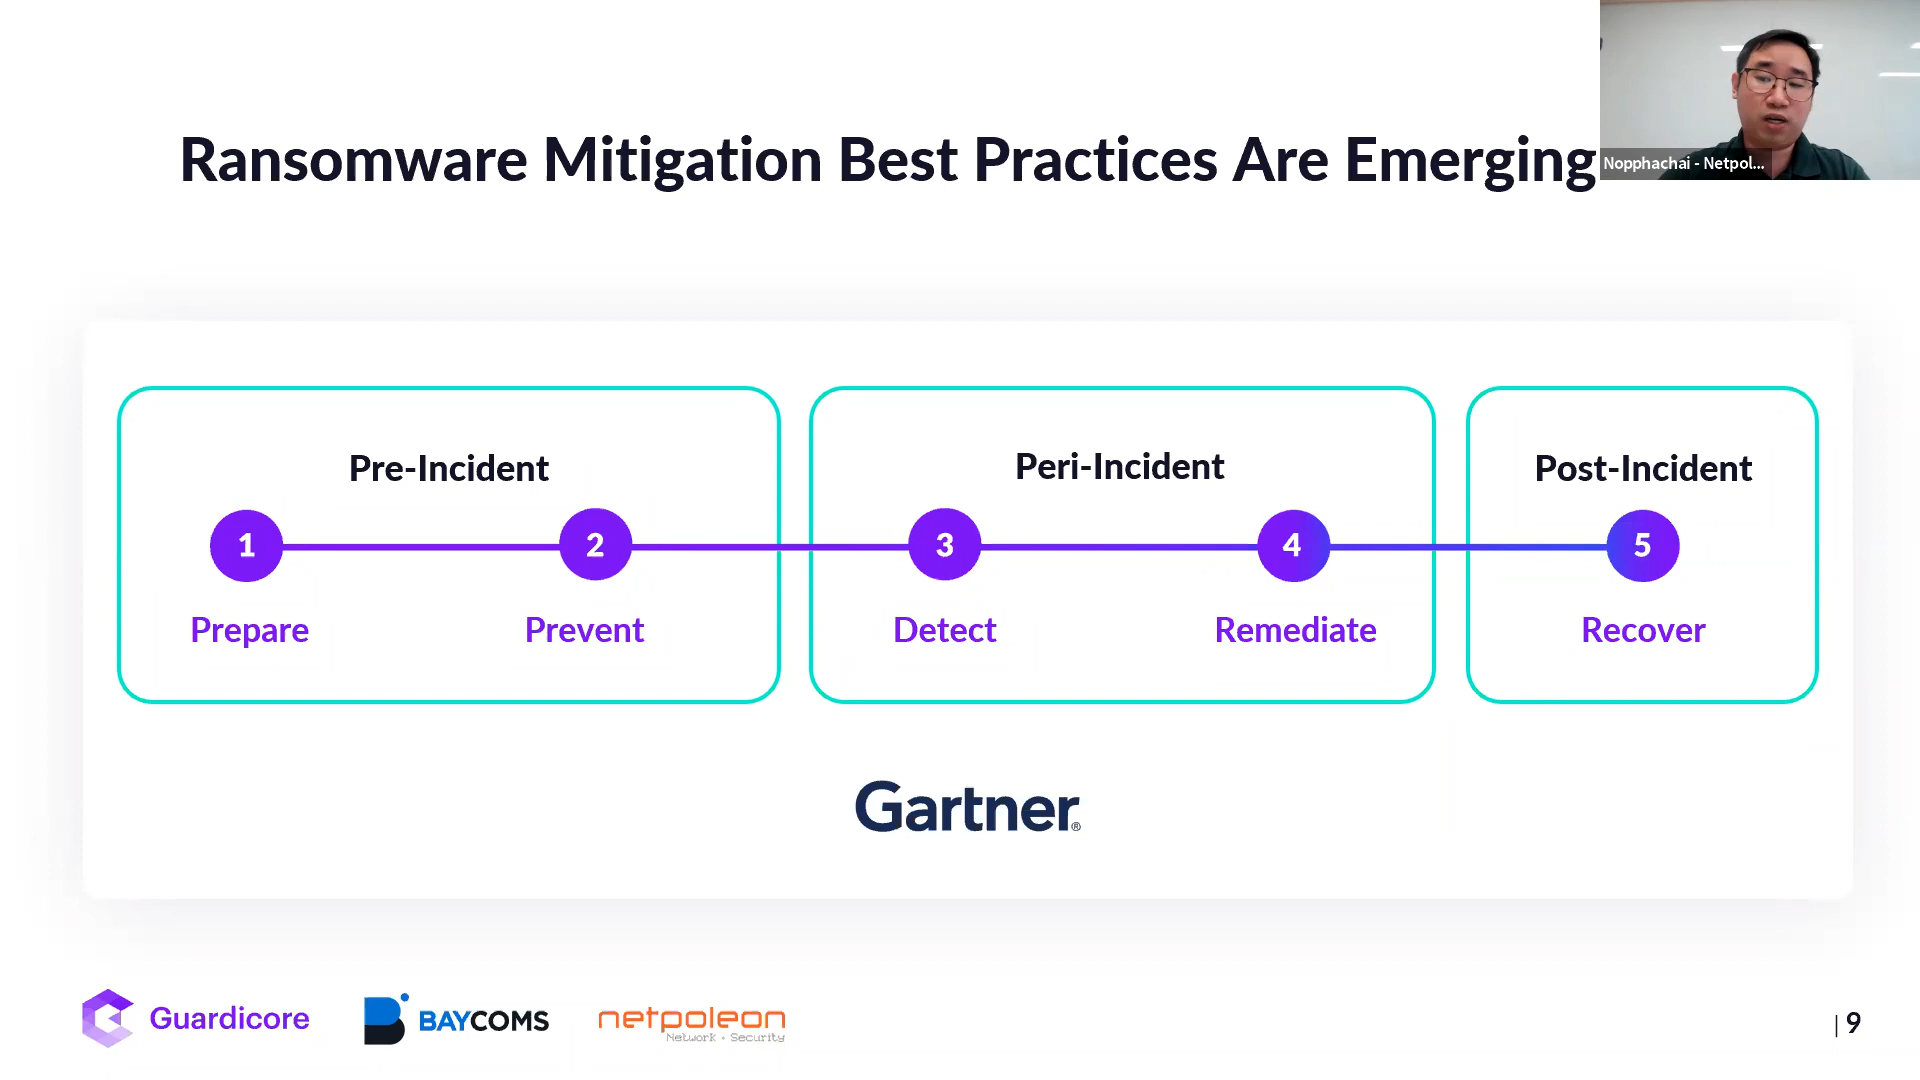 Ransomware Mitigation Best Practices Are Emerging
Nopphachai - Netpol...
Pre-Incident
Peri-Incident
Post-Incident
1
2
3
4
5
Prepare
Prevent
Detect
Remediate
Recover
Gartner®
Guardicore
BAYCOMS
netpoleon
Network • Security
| 9